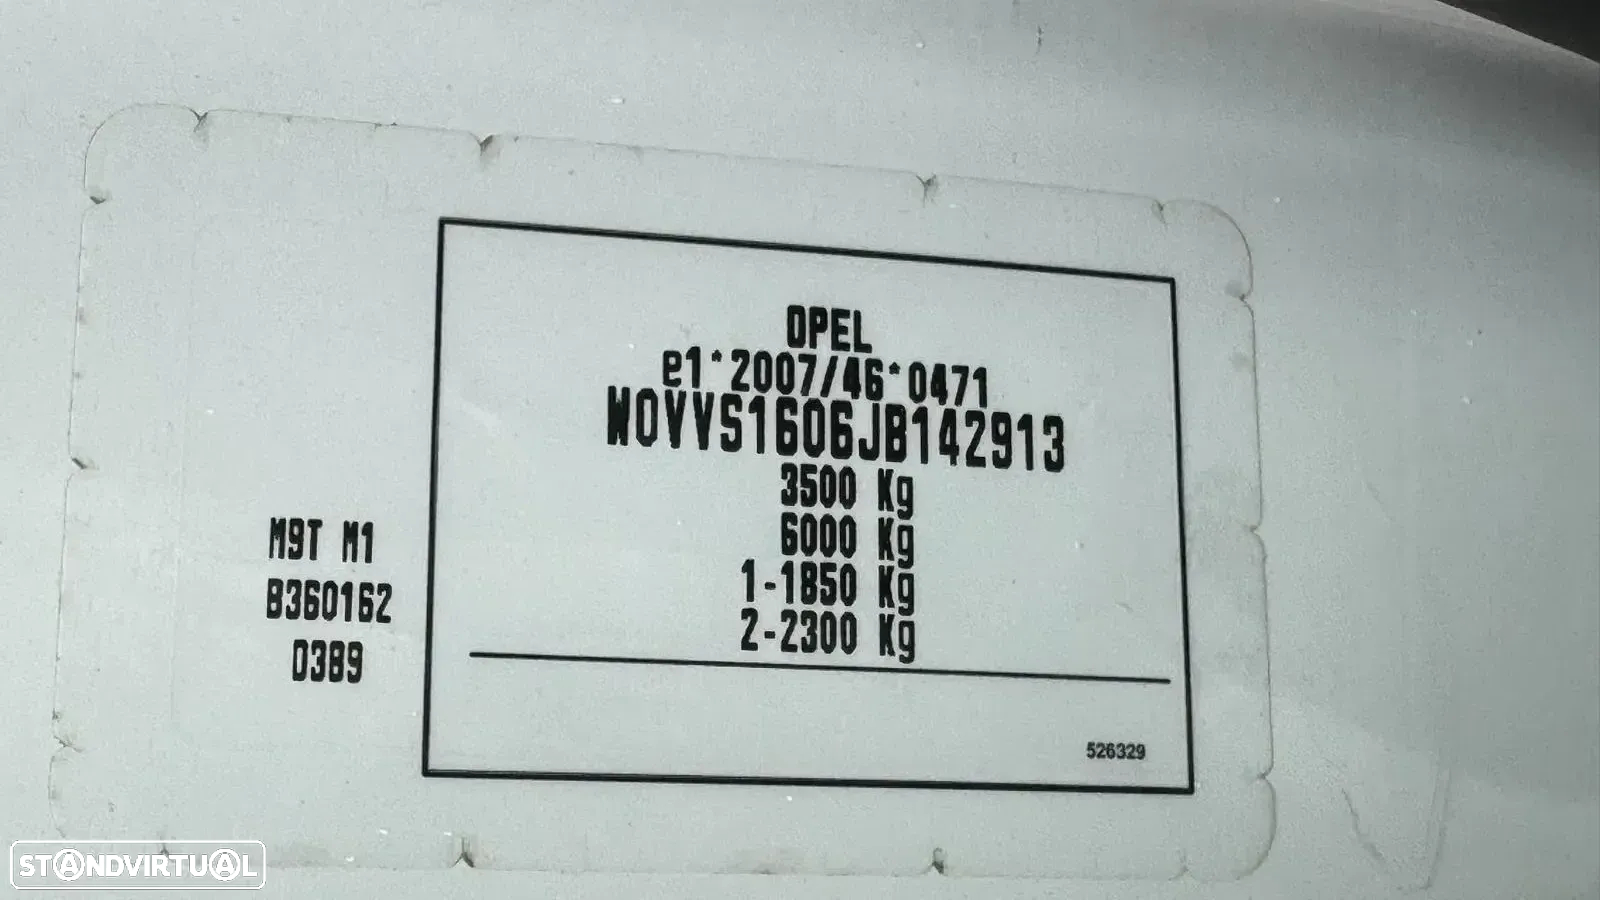 OPEL
e1*2007/46*0471
W0VVS1606JB142913
3500 Kg
6000 Kg
1-1850 Kg
2-2300 Kg
M9T M1
B360162
D389
526329
STANDVIRTUAL